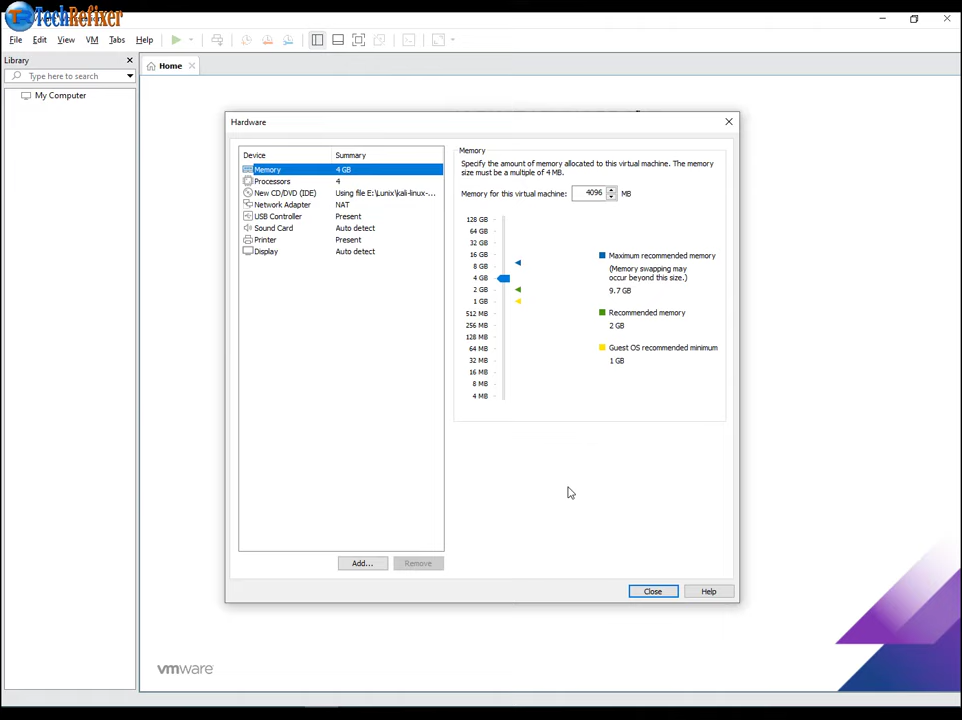 TechRefixer
File Edit View VM Tabs Help
Library
Type here to search
Home
My Computer
Hardware
Device Summary
Memory 4 GB
Processors 4
New CD/DVD (IDE) Using file E:\Lunix\kali-linux-...
Network Adapter NAT
USB Controller Present
Sound Card Auto detect
Printer Present
Display Auto detect
Add... Remove
Memory
Specify the amount of memory allocated to this virtual machine. The memory
size must be a multiple of 4 MB.
Memory for this virtual machine: 4096 MB
128 GB
64 GB
32 GB
16 GB
8 GB
4 GB
2 GB
1 GB
512 MB
256 MB
128 MB
64 MB
32 MB
16 MB
8 MB
4 MB
Maximum recommended memory
(Memory swapping may
occur beyond this size.)
9.7 GB
Recommended memory
2 GB
Guest OS recommended minimum
1 GB
Close Help
vmware